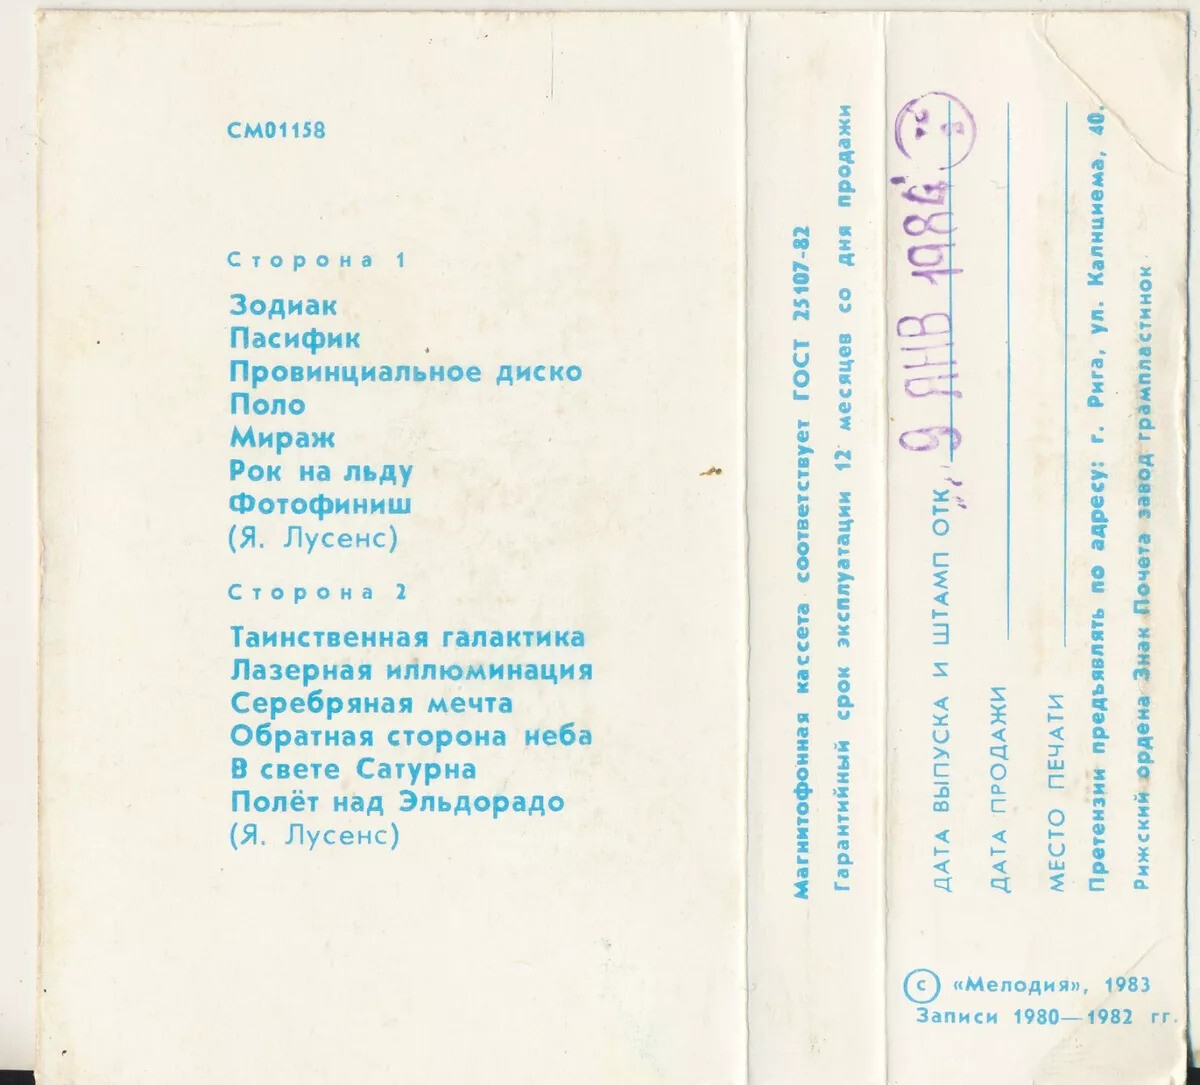 СМ01158
Сторона 1
Зодиак
Пасифик
Провинциальное диско
Поло
Мираж
Рок на льду
Фотофиниш
(Я. Лусенс)
Сторона 2
Таинственная галактика
Лазерная иллюминация
Серебряная мечта
Обратная сторона неба
В свете Сатурна
Полёт над Эльдорадо
(Я. Лусенс)
Магнитофонная кассета соответствует ГОСТ 25107-82
Гарантийный срок эксплуатации 12 месяцев со дня продажи
ДАТА ВЫПУСКА И ШТАМП ОТК 9 ЯНВ 1984
ДАТА ПРОДАЖИ
МЕСТО ПЕЧАТИ
Претензии предъявлять по адресу: г. Рига, ул. Калнциема, 40.
Рижский ордена Знак Почета завод грампластинок
С «Мелодия», 1983
Записи 1980—1982 гг.